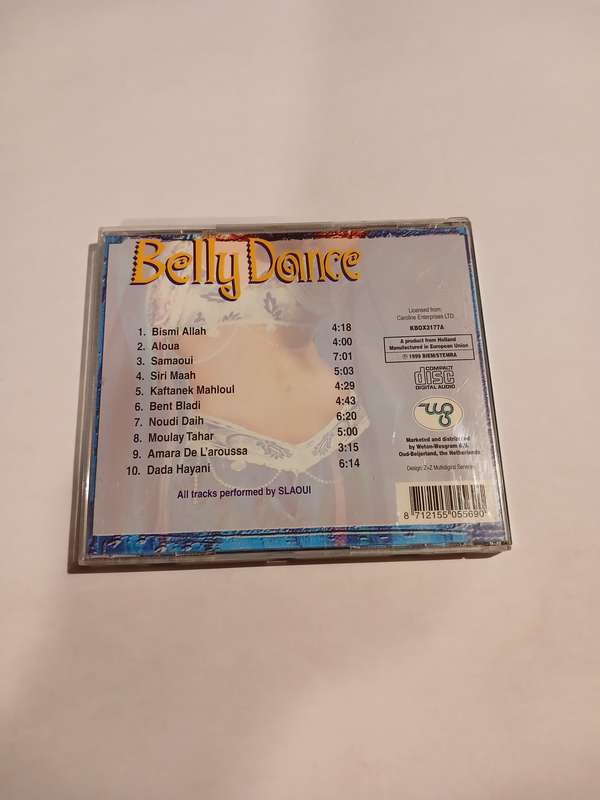 Belly Dance
1. Bismi Allah 4:18
2. Aloua 4:00
3. Samaoui 7:01
4. Siri Maah 5:03
5. Kaftanek Mahloul 4:29
6. Bent Bladi 4:43
7. Noudi Daih 6:20
8. Moulay Tahar 5:00
9. Amara De L'aroussa 3:15
10. Dada Hayani 6:14
All tracks performed by SLAOUI
Licensed from
Caroline Enterprises LTD.
KBOX3177A
A product from Holland
Manufactured in European Union
℗ 1999 BIEM/STEMRA
COMPACT
disc
DIGITAL AUDIO
Marketed and distributed
by Weton-Wesgram B.V.
Oud-Beijerland, the Netherlands
Design: Z+Z Multidigital Services
8 712155 055690